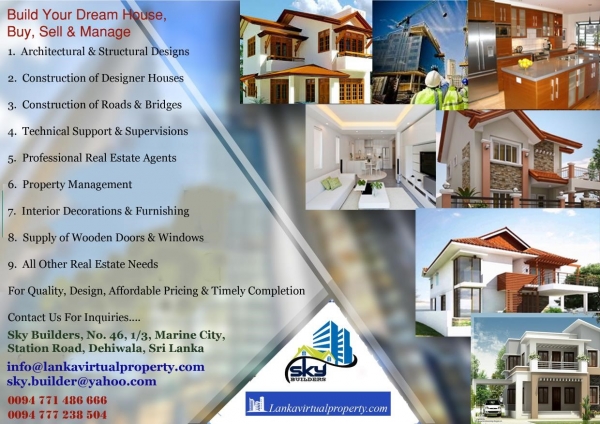 Build Your Dream House,
Buy, Sell & Manage
1. Architectural & Structural Designs
2. Construction of Designer Houses
3. Construction of Roads & Bridges
4. Technical Support & Supervisions
5. Professional Real Estate Agents
6. Property Management
7. Interior Decorations & Furnishing
8. Supply of Wooden Doors & Windows
9. All Other Real Estate Needs
For Quality, Design, Affordable Pricing & Timely Completion
Contact Us For Inquiries....
Sky Builders, No. 46, 1/3, Marine City,
Station Road, Dehiwala, Sri Lanka
info@lankavirtualproperty.com
sky.builder@yahoo.com
0094 771 486 666
0094 777 238 504
sky
BUILDERS
Lankavirtualproperty.com